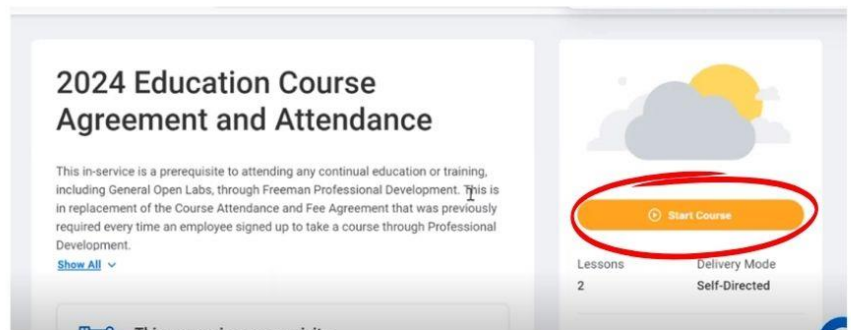 2024 Education Course
Agreement and Attendance
This in-service is a prerequisite to attending any continual education or training,
including General Open Labs, through Freeman Professional Development. This is
in replacement of the Course Attendance and Fee Agreement that was previously
required every time an employee signed up to take a course through Professional
Development.
Show All
Start Course
Lessons Delivery Mode
2 Self-Directed